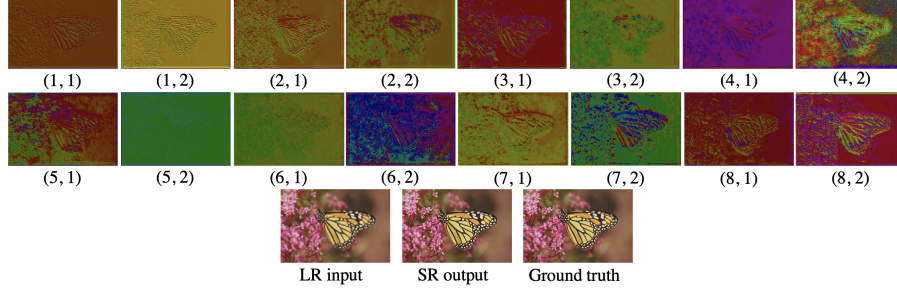 (1, 1) (1, 2) (2, 1) (2, 2) (3, 1) (3, 2) (4, 1) (4, 2)
(5, 1) (5, 2) (6, 1) (6, 2) (7, 1) (7, 2) (8, 1) (8, 2)
LR input SR output Ground truth